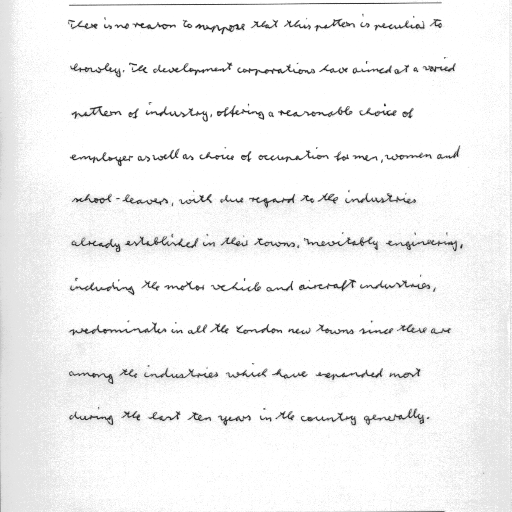 There is no reason to suppose that this pattern is peculiar to
Crawley. The development corporations have aimed at a varied
pattern of industry, offering a reasonable choice of
employer as well as choice of occupation for men, women and
school-leavers, with due regard to the industries
already established in their towns. Inevitably engineering,
including the motor vehicle and aircraft industries,
predominates in all the London new towns since these are
among the industries which have expanded most
during the last ten years in the country generally.